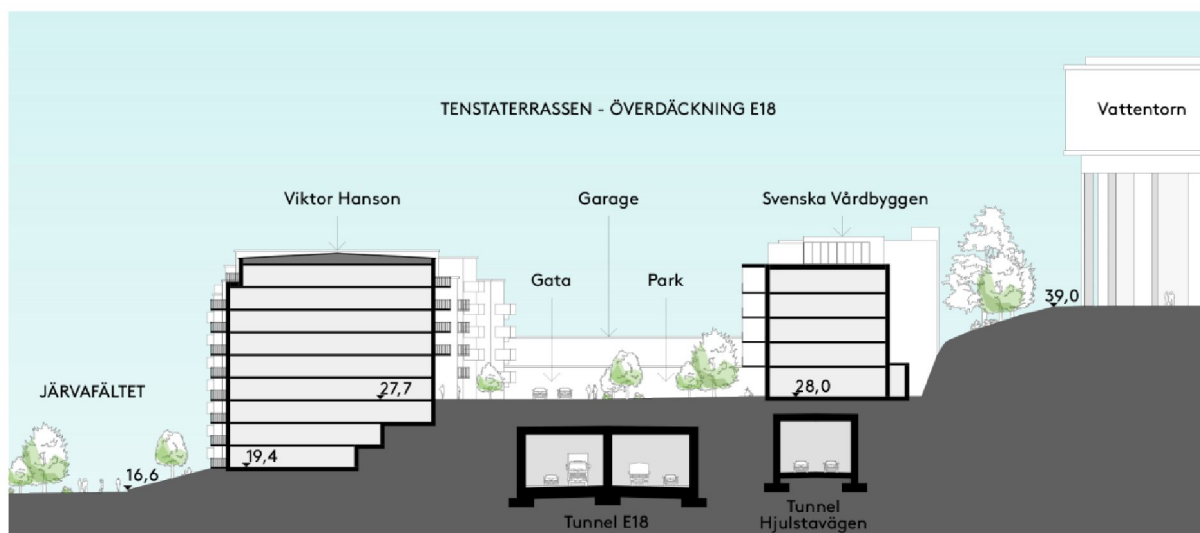 TENSTATERRASSEN - ÖVERDÄCKNING E18
Vattentorn
Viktor Hanson
Garage
Svenska Vårdbyggen
Gata
Park
39,0
JÄRVAFÄLTET
27,7
28,0
19,4
16,6
Tunnel E18
Tunnel
Hjulstavägen